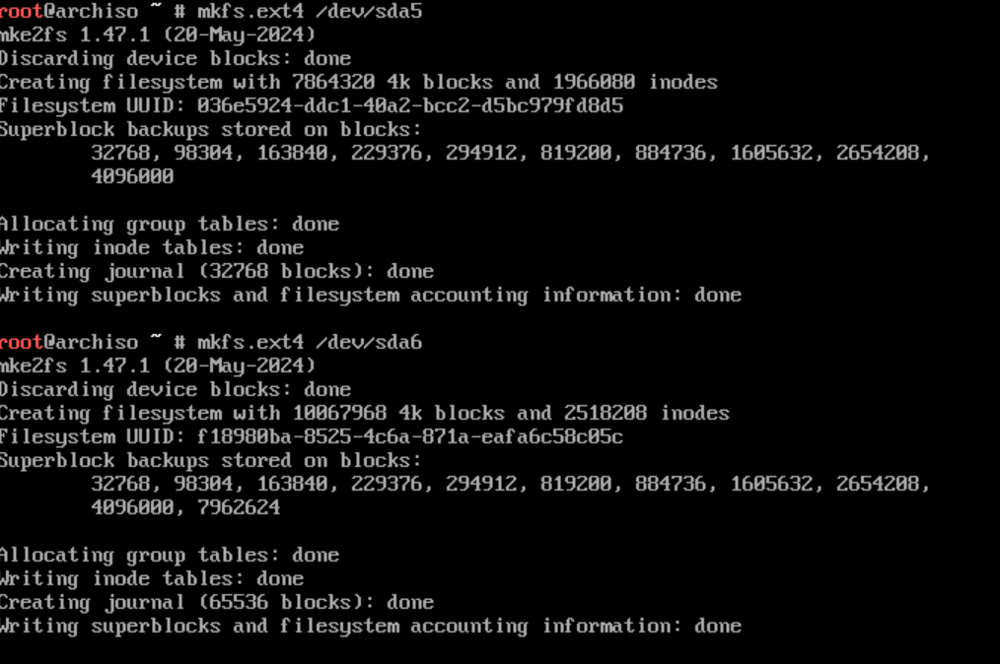 root@archiso ~ # mkfs.ext4 /dev/sda5
mke2fs 1.47.1 (20-May-2024)
Discarding device blocks: done
Creating filesystem with 7864320 4k blocks and 1966080 inodes
Filesystem UUID: 036e5924-ddc1-40a2-bcc2-d5bc979fd8d5
Superblock backups stored on blocks:
        32768, 98304, 163840, 229376, 294912, 819200, 884736, 1605632, 2654208,
        4096000

Allocating group tables: done
Writing inode tables: done
Creating journal (32768 blocks): done
Writing superblocks and filesystem accounting information: done

root@archiso ~ # mkfs.ext4 /dev/sda6
mke2fs 1.47.1 (20-May-2024)
Discarding device blocks: done
Creating filesystem with 10067968 4k blocks and 2518208 inodes
Filesystem UUID: f18980ba-8525-4c6a-871a-eafa6c58c05c
Superblock backups stored on blocks:
        32768, 98304, 163840, 229376, 294912, 819200, 884736, 1605632, 2654208,
        4096000, 7962624

Allocating group tables: done
Writing inode tables: done
Creating journal (65536 blocks): done
Writing superblocks and filesystem accounting information: done